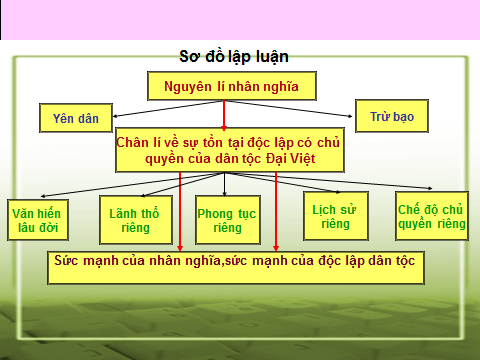 Sơ đồ lập luận
Nguyên lí nhân nghĩa
Yên dân
Trừ bạo
Chân lí về sự tồn tại độc lập có chủ
quyền của dân tộc Đại Việt
Văn hiến
lâu đời
Lãnh thổ
riêng
Phong tục
riêng
Lịch sử
riêng
Chế độ chủ
quyền riêng
Sức mạnh của nhân nghĩa,sức mạnh của độc lập dân tộc